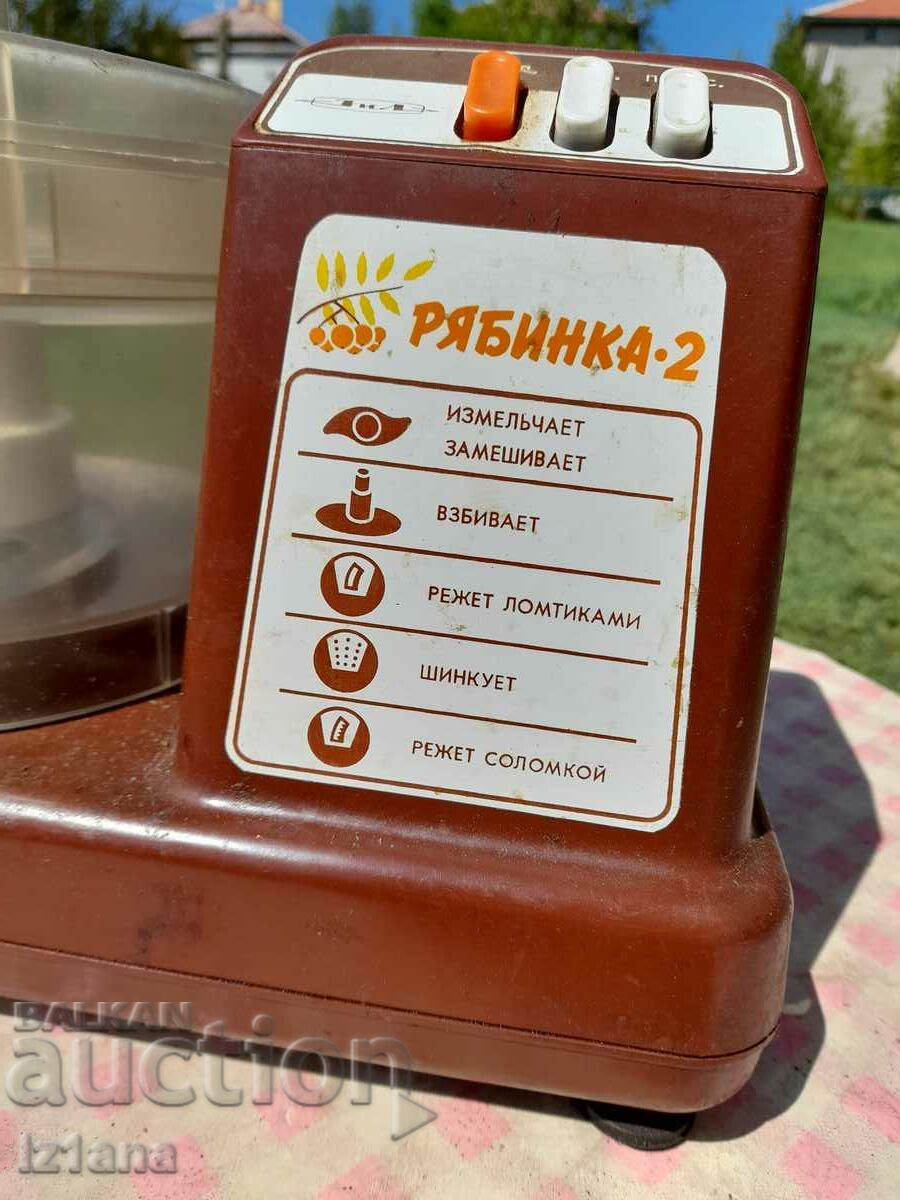 РЯБИНКА·2
ИЗМЕЛЬЧАЕТ
ЗАМЕШИВАЕТ
ВЗБИВАЕТ
РЕЖЕТ ЛОМТИКАМИ
ШИНКУЕТ
РЕЖЕТ СОЛОМКОЙ
BALKAN
auction
iz1ana